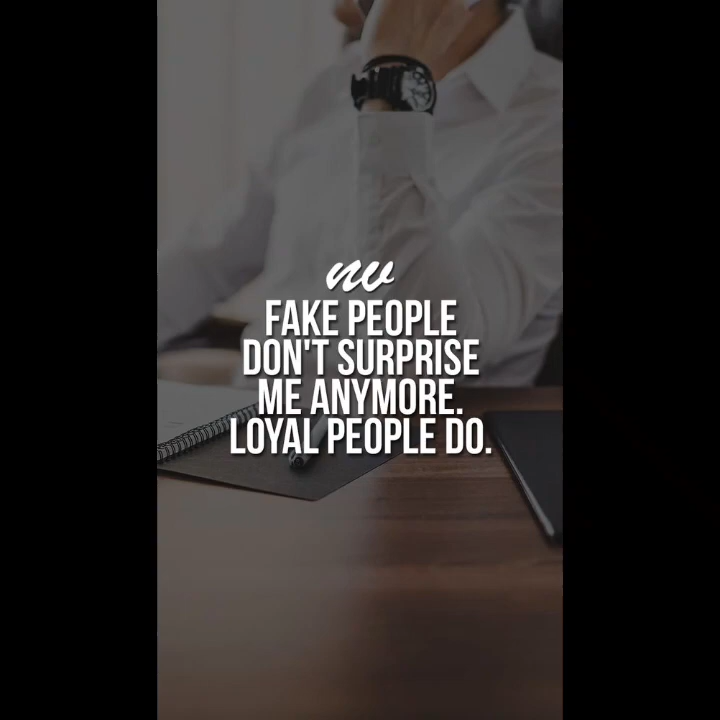 nv
FAKE PEOPLE
DON'T SURPRISE
ME ANYMORE.
LOYAL PEOPLE DO.